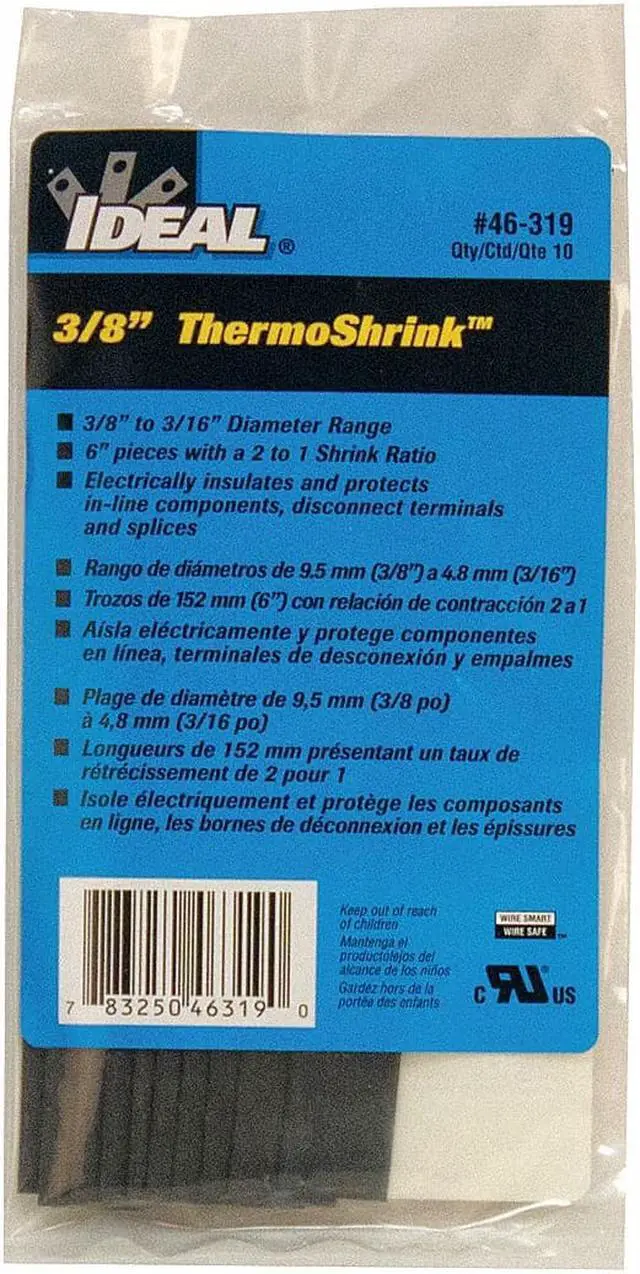 IDEAL®
#46-319
Qty/Ctd/Qte 10
3/8” ThermoShrink™
■ 3/8” to 3/16” Diameter Range
■ 6” pieces with a 2 to 1 Shrink Ratio
■ Electrically insulates and protects
in-line components, disconnect terminals
and splices
■ Rango de diámetros de 9.5 mm (3/8”) a 4.8 mm (3/16”)
■ Trozos de 152 mm (6”) con relación de contracción 2 a 1
■ Aísla eléctricamente y protege componentes
en línea, terminales de desconexión y empalmes
■ Plage de diamètre de 9,5 mm (3/8 po)
à 4,8 mm (3/16 po)
■ Longueurs de 152 mm présentant un taux de
rétrécissement de 2 pour 1
■ Isole électriquement et protège les composants
en ligne, les bornes de déconnexion et les épissures
7 83250 46319 0
Keep out of reach
of children
Mantenga el
productolejos del
alcance de los niños
Gardez hors de la
portée des enfants
WIRE SMART
WIRE SAFE ™
C RU® US